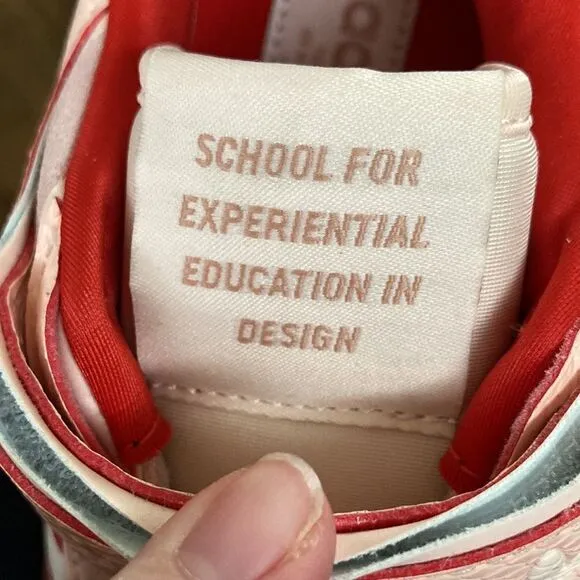 SCHOOL FOR
EXPERIENTIAL
EDUCATION IN
DESIGN